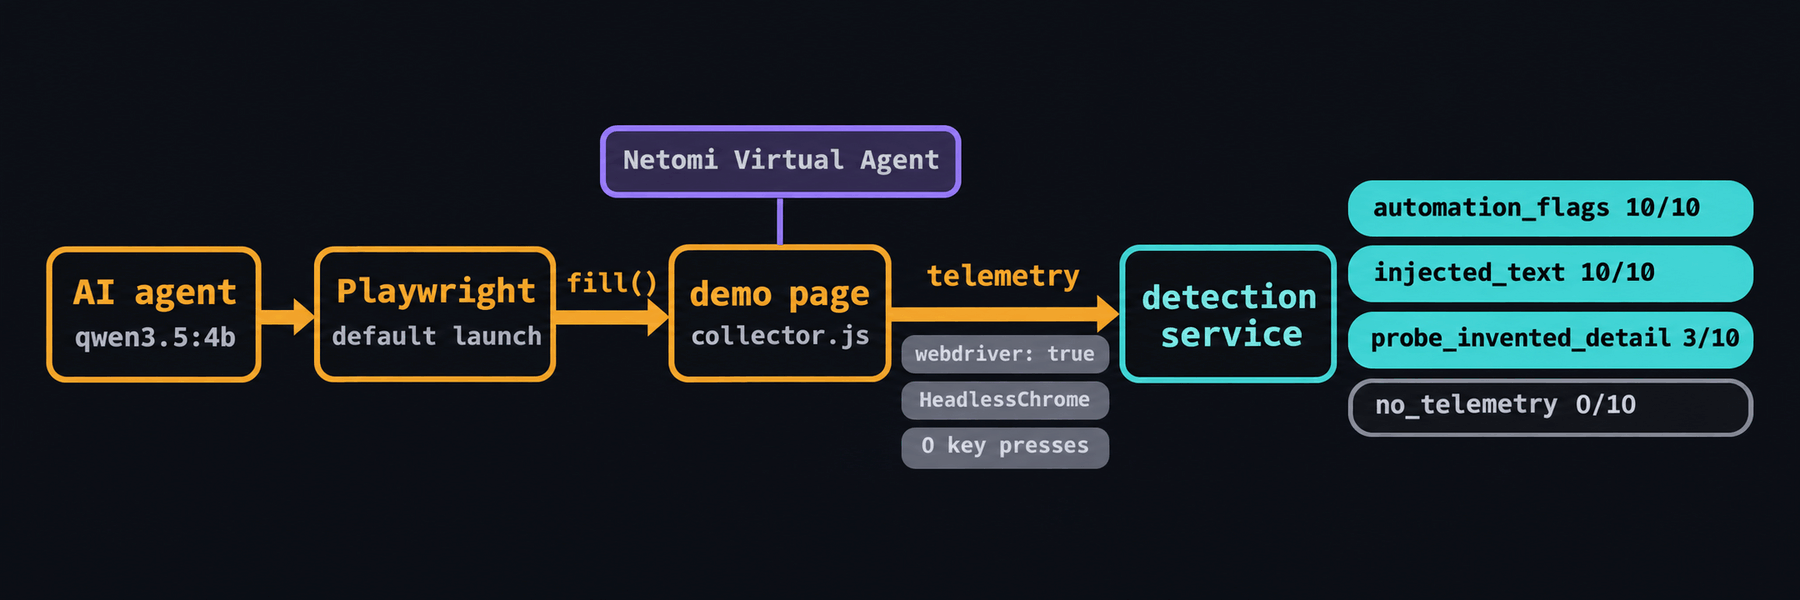 Netomi Virtual Agent
AI agent
qwen3.5:4b
Playwright
default launch
fill()
demo page
collector.js
telemetry
webdriver: true
HeadlessChrome
0 key presses
detection
service
automation_flags 10/10
injected_text 10/10
probe_invented_detail 3/10
no_telemetry 0/10